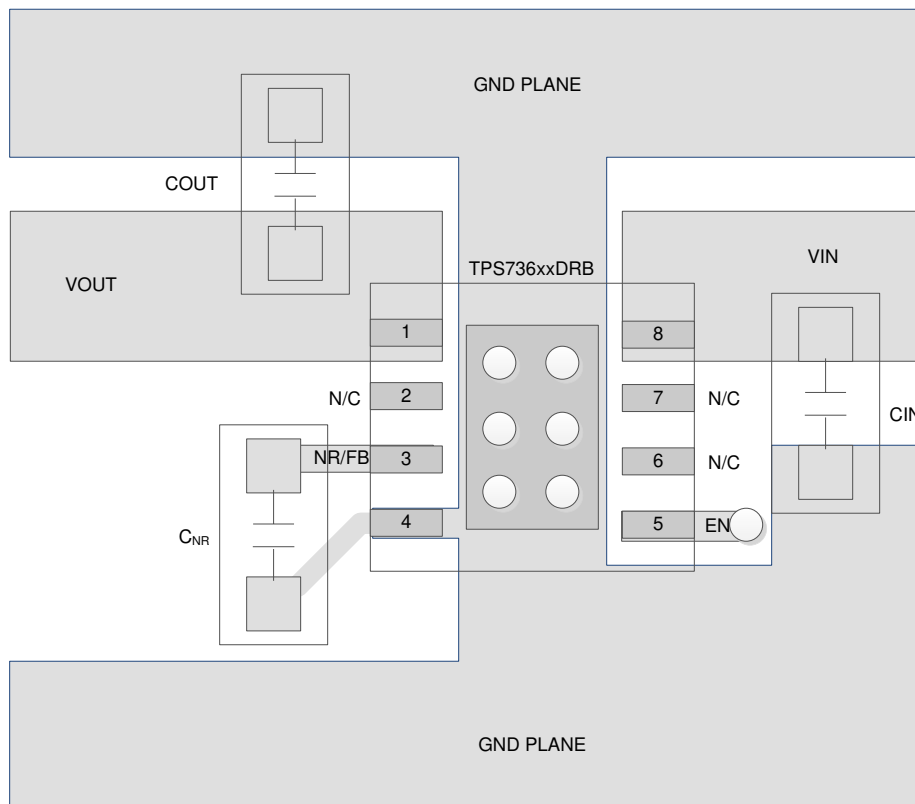 GND PLANE
COUT
TPS736xxDRB
VIN
VOUT
1
8
N/C
2
7
N/C
CIN
NR/FB
3
6
N/C
4
5
EN
CNR
GND PLANE